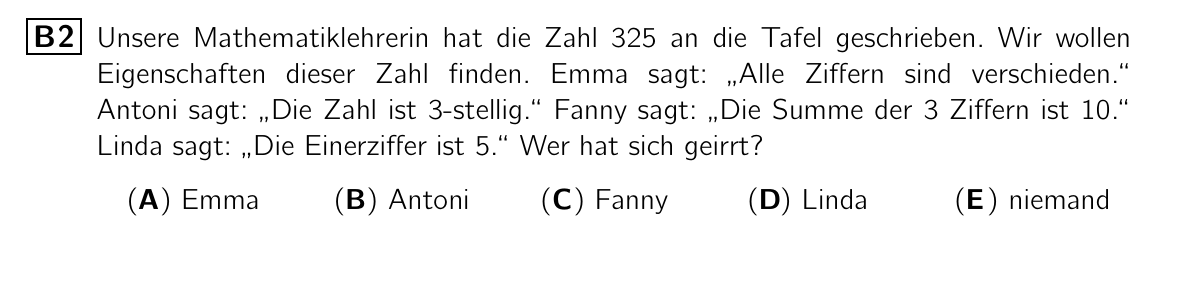 B2 Unsere Mathematiklehrerin hat die Zahl 325 an die Tafel geschrieben. Wir wollen
Eigenschaften dieser Zahl finden. Emma sagt: „Alle Ziffern sind verschieden.“
Antoni sagt: „Die Zahl ist 3-stellig.“ Fanny sagt: „Die Summe der 3 Ziffern ist 10.“
Linda sagt: „Die Einerziffer ist 5.“ Wer hat sich geirrt?
(A) Emma (B) Antoni (C) Fanny (D) Linda (E) niemand